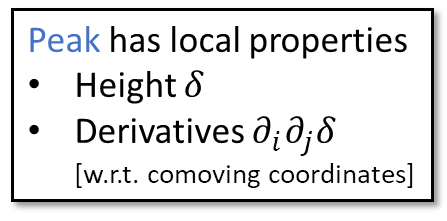 Peak has local properties
• Height δ
• Derivatives ∂ᵢ∂ⱼδ
[w.r.t. comoving coordinates]